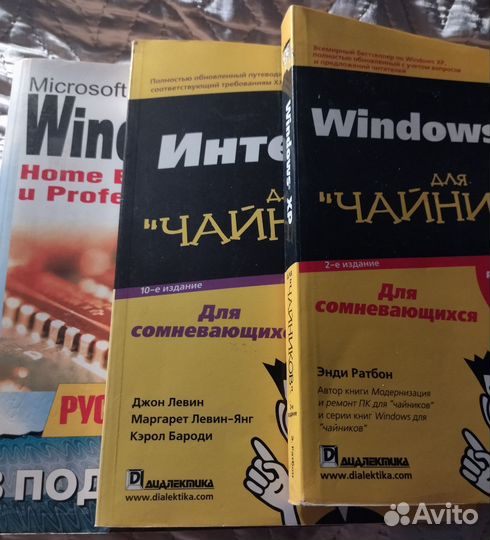 Microsoft
Wind
Home E
и Profe
РУС
В ПОД
Полностью обновленный путевод
соответствующий требованиям X
Инте
"ЧАЙН
10-е издание
Для
сомневающихся
Джон Левин
Маргарет Левин-Янг
Кэрол Бароди
ДИАЛЕКТИКА
www.dialektika.com
Windows XP
Всемирный бестселлер по Windows XP,
полностью обновленный с учетом вопросов
и предложений читателей
Windows
для
"ЧАЙНИ
2-е издание
Для
сомневающихся
Энди Ратбон
Автор книги Модернизация
и ремонт ПК для "чайников"
и серии книг Windows для
"чайников"
ДИАЛЕКТИКА
www.dialektika.com
Avito